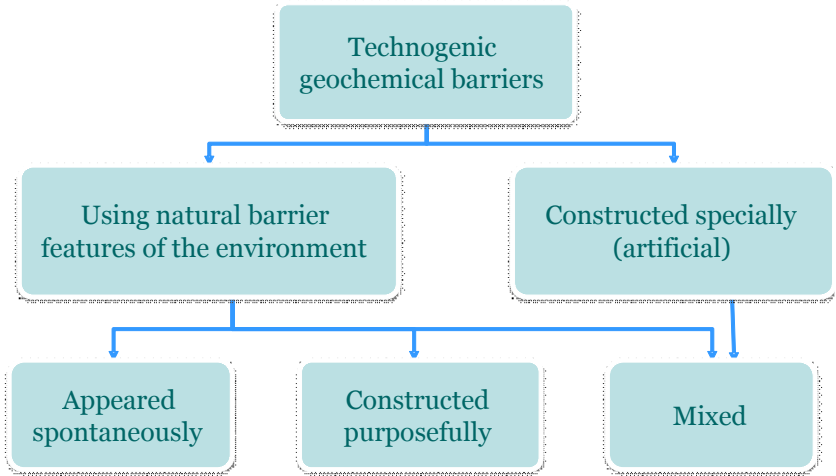 Technogenic
geochemical barriers
Using natural barrier
features of the environment
Constructed specially
(artificial)
Appeared
spontaneously
Constructed
purposefully
Mixed